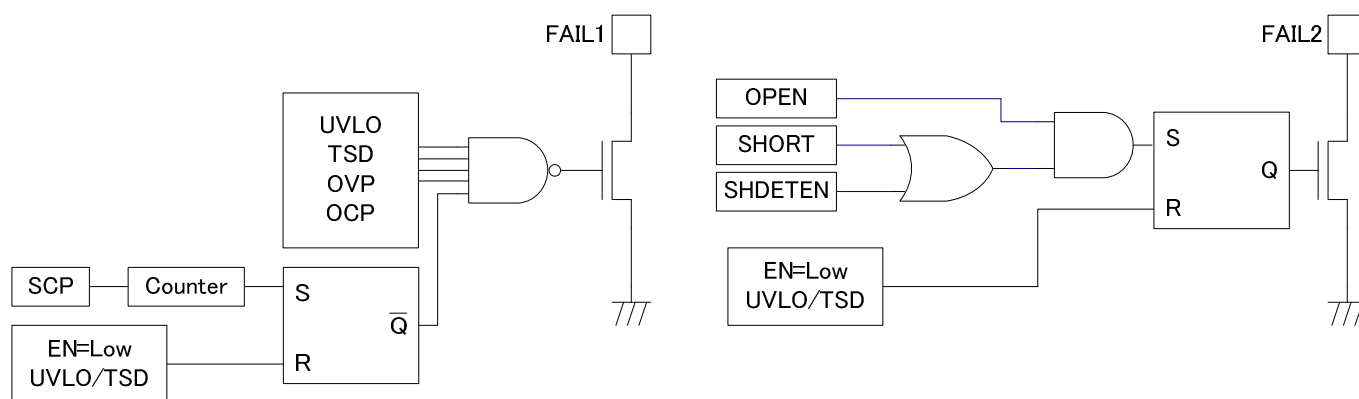 FAIL1
UVLO
TSD
OVP
OCP
SCP
Counter
S
R
Q̅
EN=Low
UVLO/TSD
FAIL2
OPEN
SHORT
SHDETEN
S
R
Q
EN=Low
UVLO/TSD